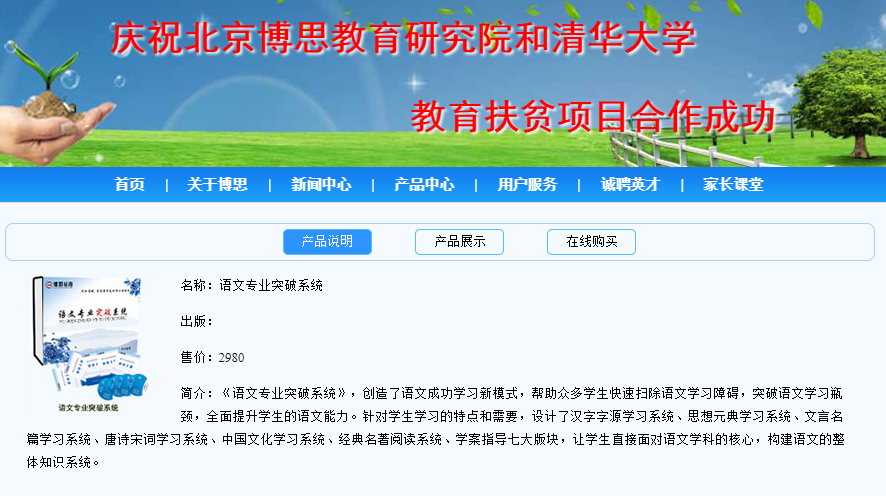 庆祝北京博思教育研究院和清华大学
教育扶贫项目合作成功
首页 | 关于博思 | 新闻中心 | 产品中心 | 用户服务 | 诚聘英才 | 家长课堂
产品说明 产品展示 在线购买
语文专业突破系统
语文专业突破系统
名称：语文专业突破系统
出版：
售价：2980
简介：《语文专业突破系统》，创造了语文成功学习新模式，帮助众多学生快速扫除语文学习障碍，突破语文学习瓶
颈，全面提升学生的语文能力。针对学生学习的特点和需要，设计了汉字字源学习系统、思想元典学习系统、文言名
篇学习系统、唐诗宋词学习系统、中国文化学习系统、经典名著阅读系统、学案指导七大版块，让学生直接面对语文学科的核心，构建语文的整
体知识系统。